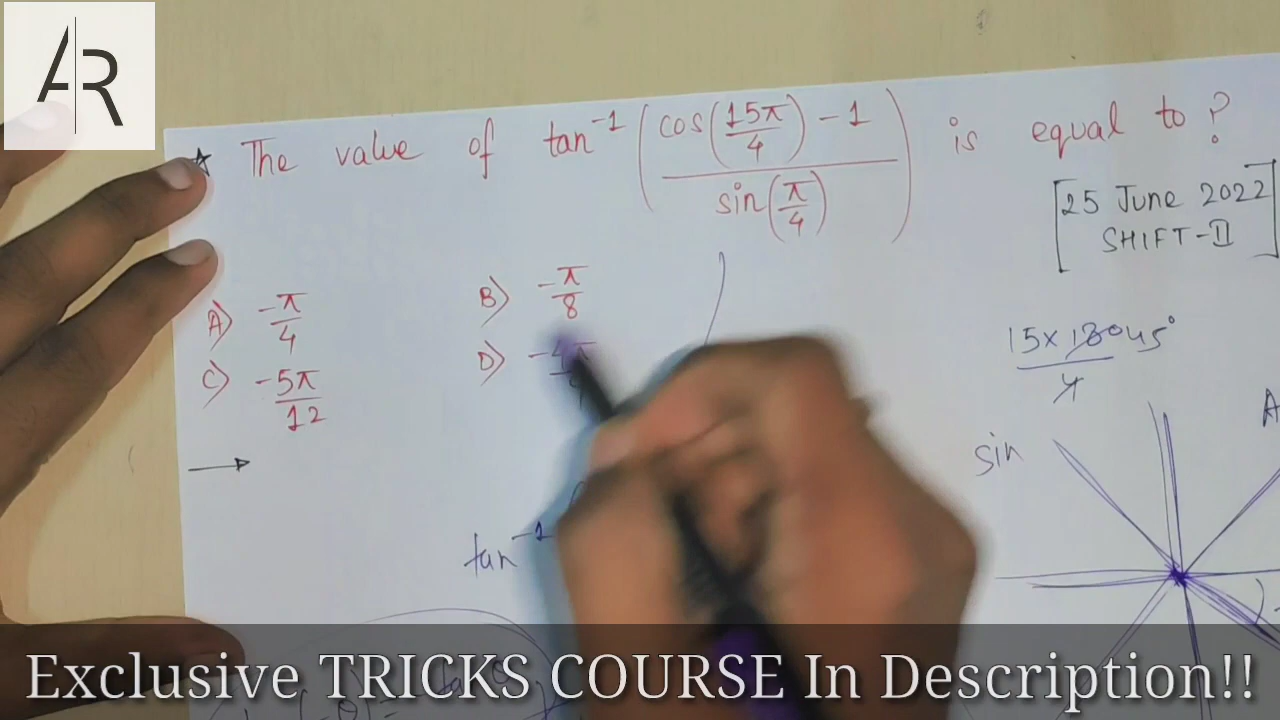 AR
★ The value of tan⁻¹ ( (cos(15π/4) − 1) / sin(π/4) ) is equal to ?
[25 June 2022
SHIFT-II]
A) -π/4
B) -π/8
C) -5π/12
D)
15×180 45°
4
sin
→
tan⁻¹
Exclusive TRICKS COURSE In Description!!